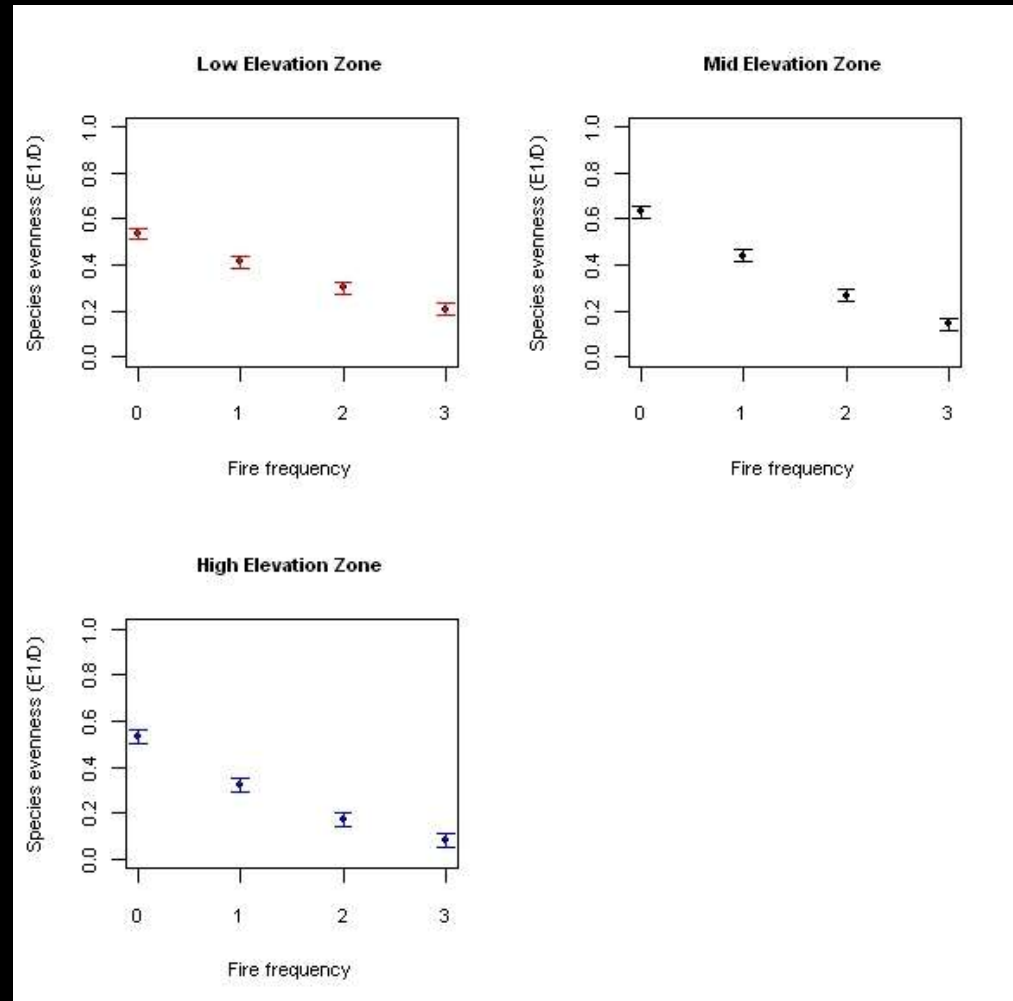 Low Elevation Zone
Species evenness (E1/D)
1.0
0.8
0.6
0.4
0.2
0.0
0 1 2 3
Fire frequency
Mid Elevation Zone
Species evenness (E1/D)
1.0
0.8
0.6
0.4
0.2
0.0
0 1 2 3
Fire frequency
High Elevation Zone
Species evenness (E1/D)
1.0
0.8
0.6
0.4
0.2
0.0
0 1 2 3
Fire frequency